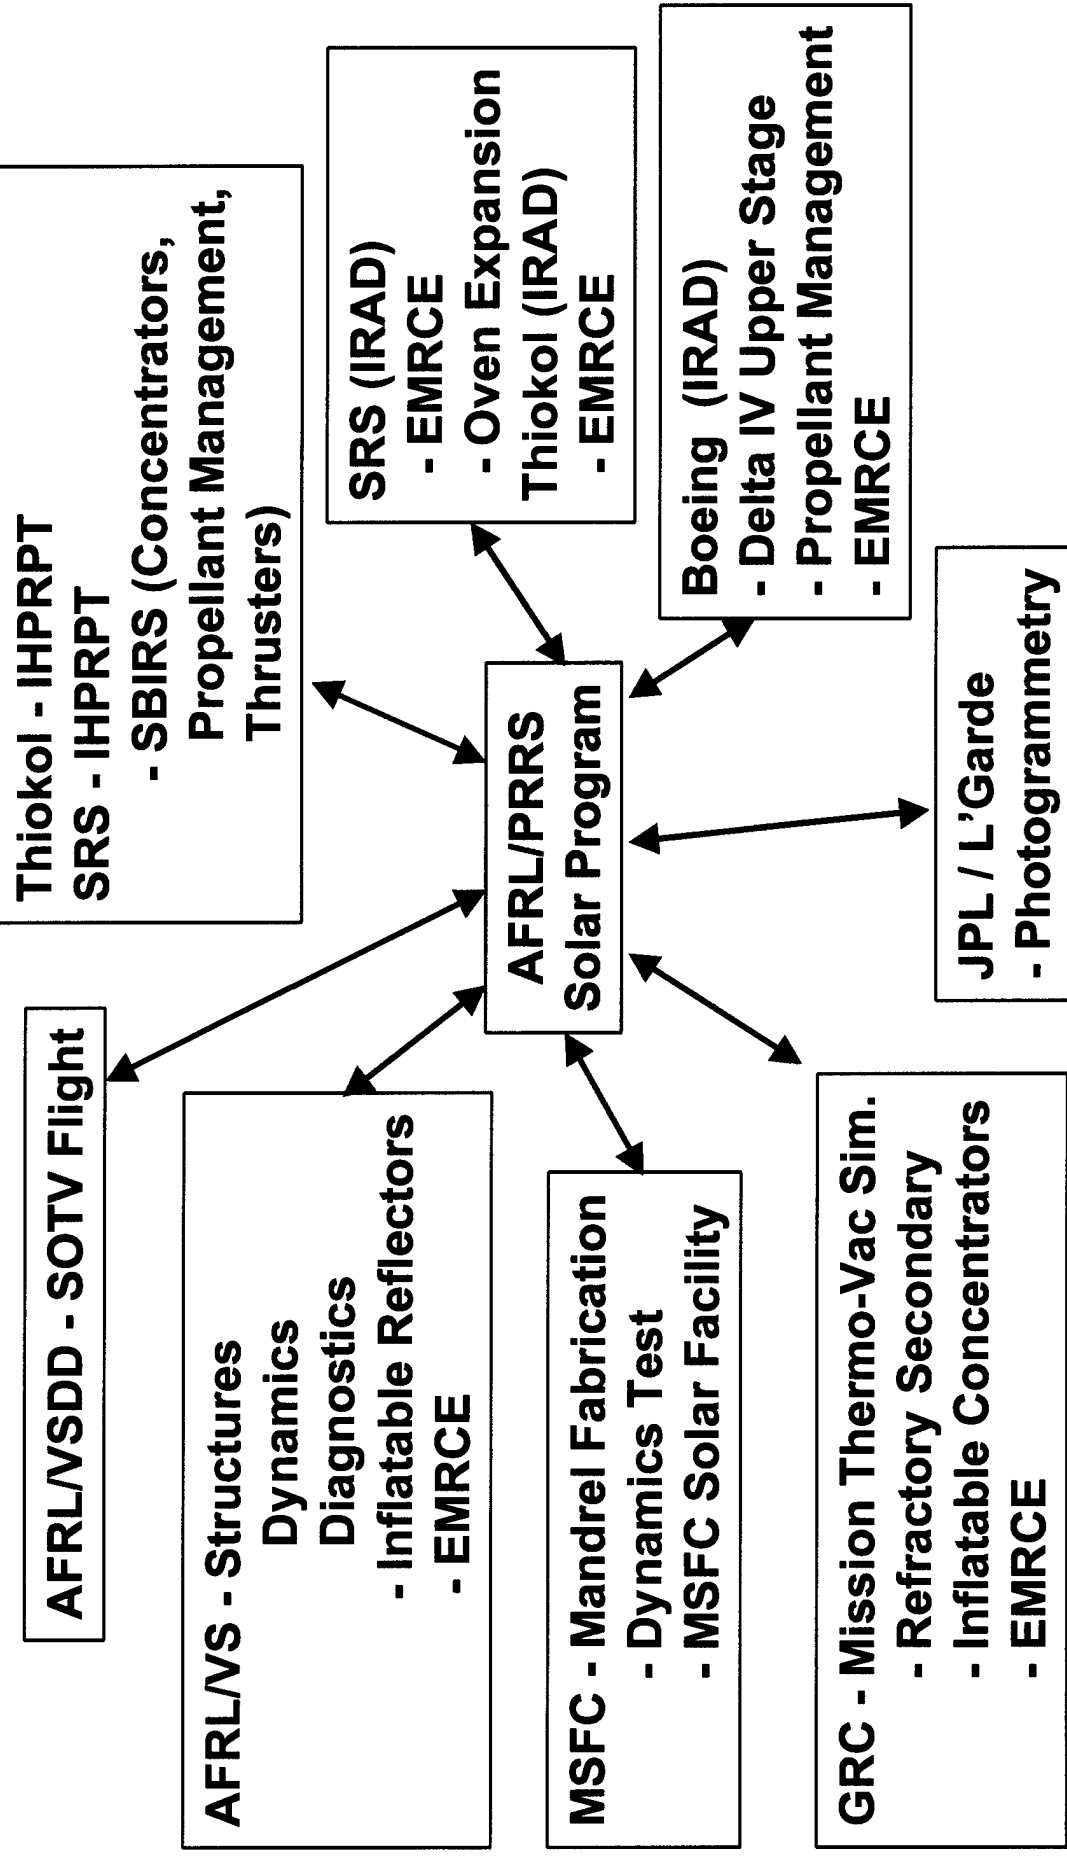 AFRL/VSDD - SOTV Flight
Thiokol - IHPRPT
SRS - IHPRPT
- SBIRS (Concentrators,
Propellant Management,
Thrusters)
AFRL/VS - Structures
Dynamics
Diagnostics
- Inflatable Reflectors
- EMRCE
SRS (IRAD)
- EMRCE
- Oven Expansion
Thiokol (IRAD)
- EMRCE
AFRL/PRRS
Solar Program
MSFC - Mandrel Fabrication
- Dynamics Test
- MSFC Solar Facility
Boeing (IRAD)
- Delta IV Upper Stage
- Propellant Management
- EMRCE
GRC - Mission Thermo-Vac Sim.
- Refractory Secondary
- Inflatable Concentrators
- EMRCE
JPL / L'Garde
- Photogrammetry